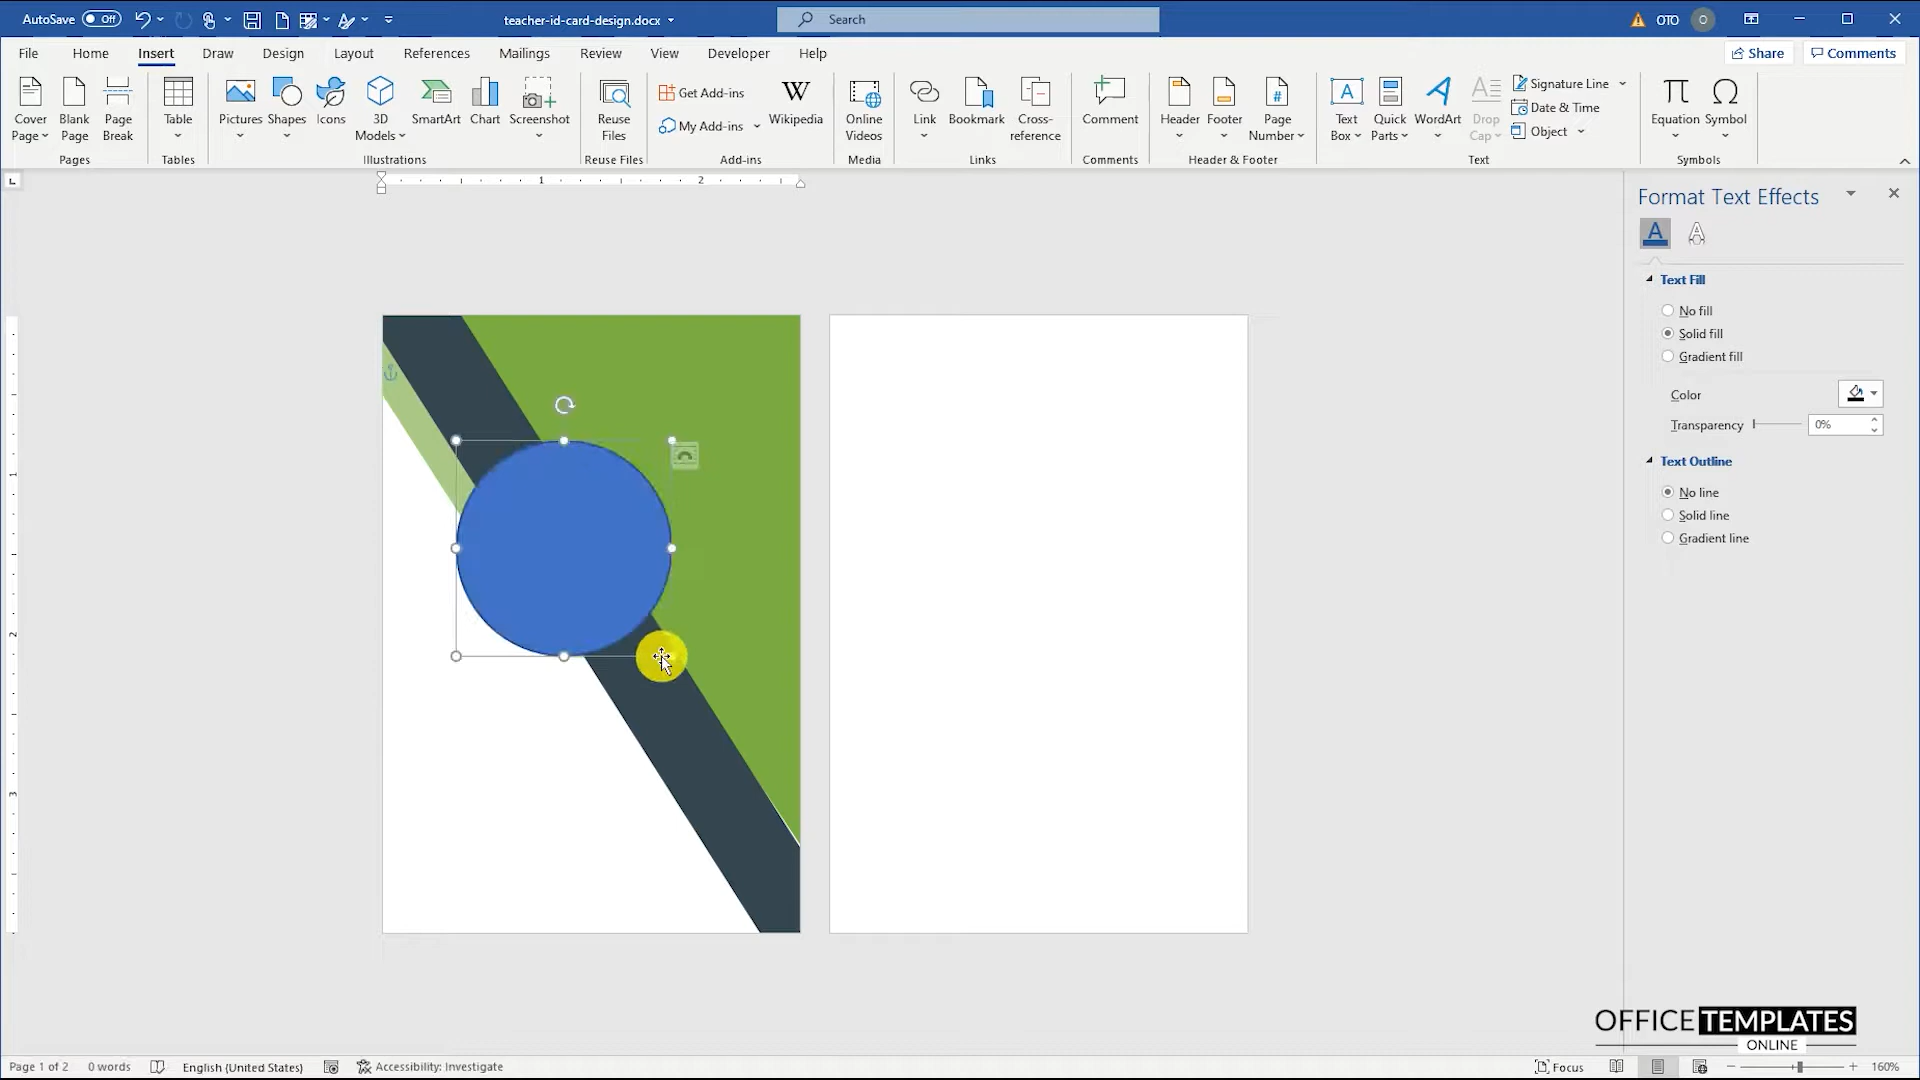 AutoSave Off teacher-id-card-design.docx Search OTO O
File Home Insert Draw Design Layout References Mailings Review View Developer Help Share Comments
Cover Page
Blank Page
Page Break
Pages
Table
Tables
Pictures
Shapes
Icons
3D Models
SmartArt
Chart
Screenshot
Illustrations
Reuse Files
Reuse Files
Get Add-ins
My Add-ins
W
Wikipedia
Add-ins
Online Videos
Media
Link
Bookmark
Cross-reference
Links
Comment
Comments
Header
Footer
Page Number
Header & Footer
Text Box
Quick Parts
WordArt
Drop Cap
Signature Line
Date & Time
Object
Text
Equation
Symbol
Symbols
1 2
1
2
3
Format Text Effects
Text Fill
No fill
Solid fill
Gradient fill
Color
Transparency 0%
Text Outline
No line
Solid line
Gradient line
OFFICE TEMPLATES
ONLINE
Page 1 of 2 0 words English (United States) Accessibility: Investigate Focus 160%